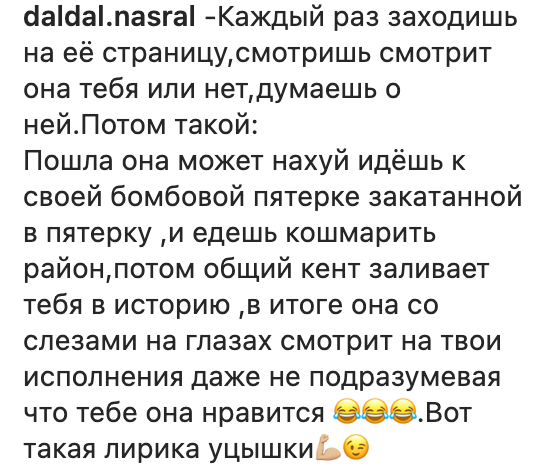 daldal.nasral -Каждый раз заходишь
на её страницу,смотришь смотрит
она тебя или нет,думаешь о
ней.Потом такой:
Пошла она может нахуй идёшь к
своей бомбовой пятерке закатанной
в пятерку ,и едешь кошмарить
район,потом общий кент заливает
тебя в историю ,в итоге она со
слезами на глазах смотрит на твои
исполнения даже не подразумевая
что тебе она нравится 😂😂😂.Вот
такая лирика уцышки💪🏼😉